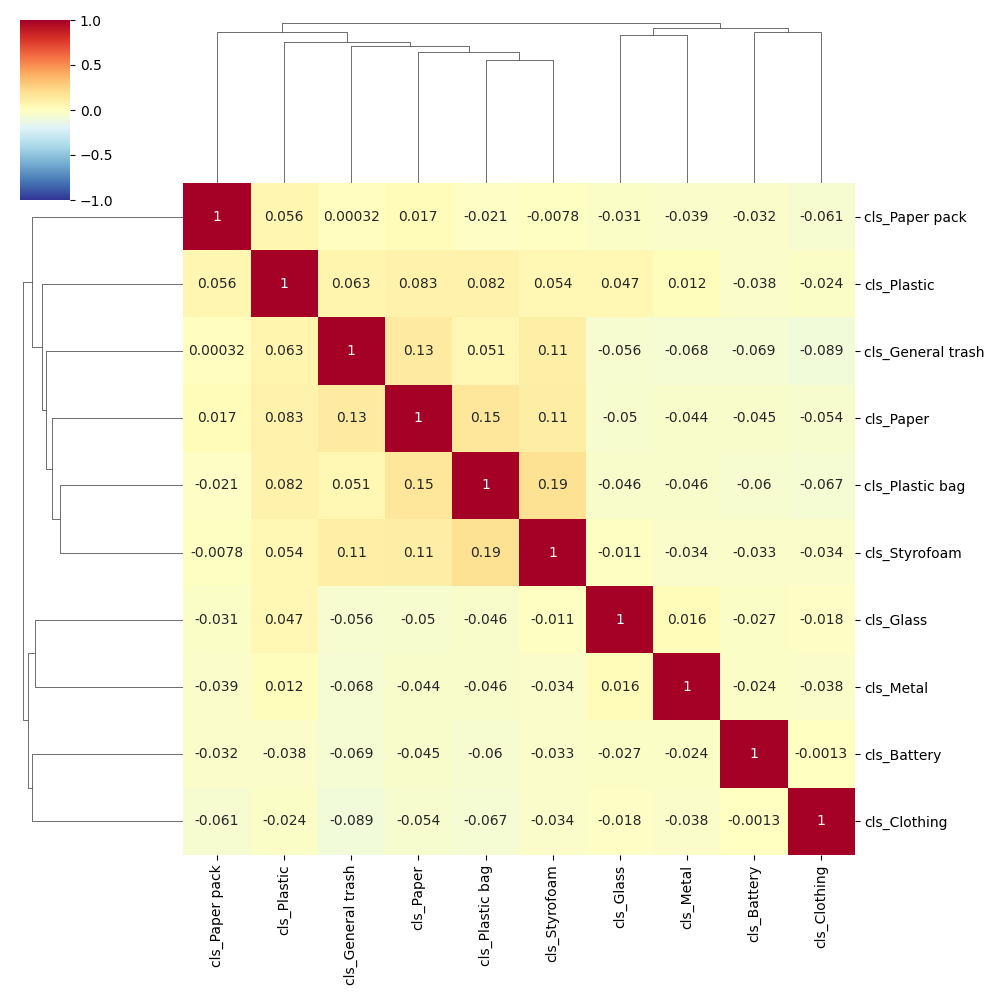 1.0
0.5
0.0
−0.5
−1.0
1 0.056 0.00032 0.017 -0.021 -0.0078 -0.031 -0.039 -0.032 -0.061 cls_Paper pack
0.056 1 0.063 0.083 0.082 0.054 0.047 0.012 -0.038 -0.024 cls_Plastic
0.00032 0.063 1 0.13 0.051 0.11 -0.056 -0.068 -0.069 -0.089 cls_General trash
0.017 0.083 0.13 1 0.15 0.11 -0.05 -0.044 -0.045 -0.054 cls_Paper
-0.021 0.082 0.051 0.15 1 0.19 -0.046 -0.046 -0.06 -0.067 cls_Plastic bag
-0.0078 0.054 0.11 0.11 0.19 1 -0.011 -0.034 -0.033 -0.034 cls_Styrofoam
-0.031 0.047 -0.056 -0.05 -0.046 -0.011 1 0.016 -0.027 -0.018 cls_Glass
-0.039 0.012 -0.068 -0.044 -0.046 -0.034 0.016 1 -0.024 -0.038 cls_Metal
-0.032 -0.038 -0.069 -0.045 -0.06 -0.033 -0.027 -0.024 1 -0.0013 cls_Battery
-0.061 -0.024 -0.089 -0.054 -0.067 -0.034 -0.018 -0.038 -0.0013 1 cls_Clothing
cls_Paper pack
cls_Plastic
cls_General trash
cls_Paper
cls_Plastic bag
cls_Styrofoam
cls_Glass
cls_Metal
cls_Battery
cls_Clothing